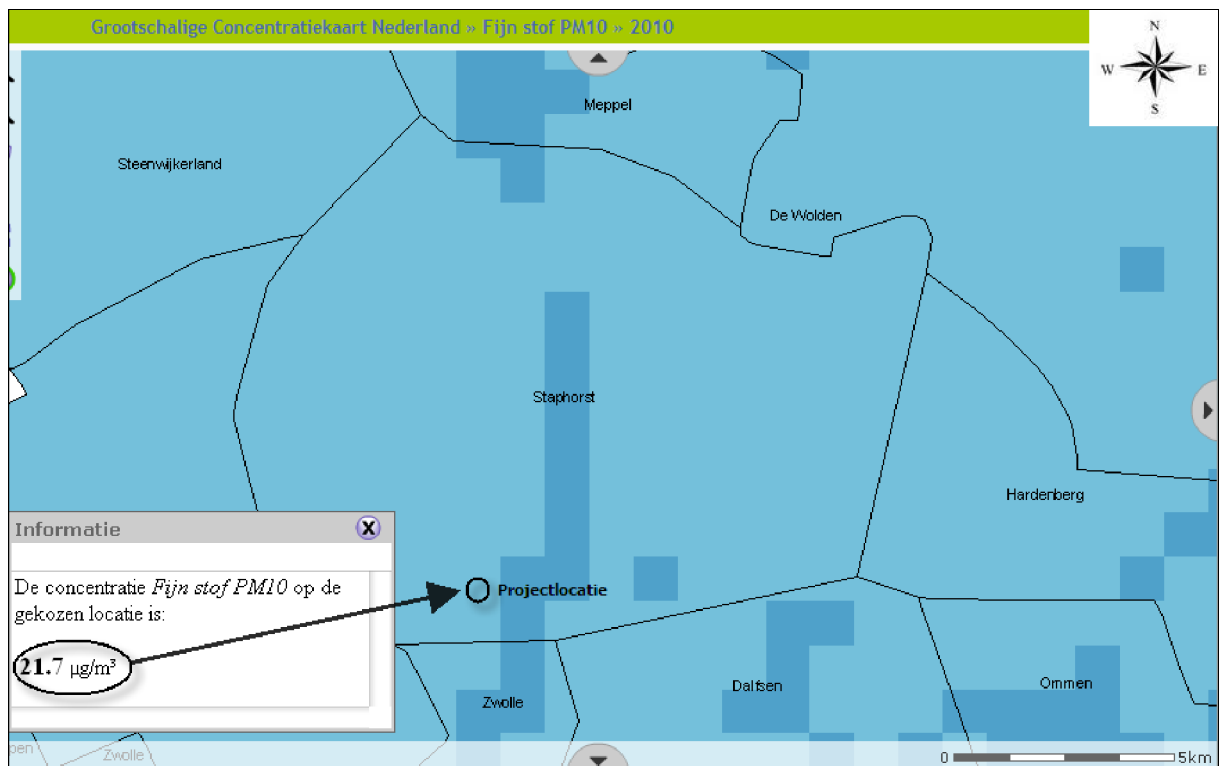 Grootschalige Concentratiekaart Nederland » Fijn stof PM10 » 2010
N
W E
S
Meppel
Steenwijkerland
De Wolden
Staphorst
Hardenberg
Informatie
X
De concentratie Fijn stof PM10 op de
gekozen locatie is:
21.7 µg/m³
Projectlocatie
Dalfsen
Ommen
Zwolle
Zwolle
0 5km